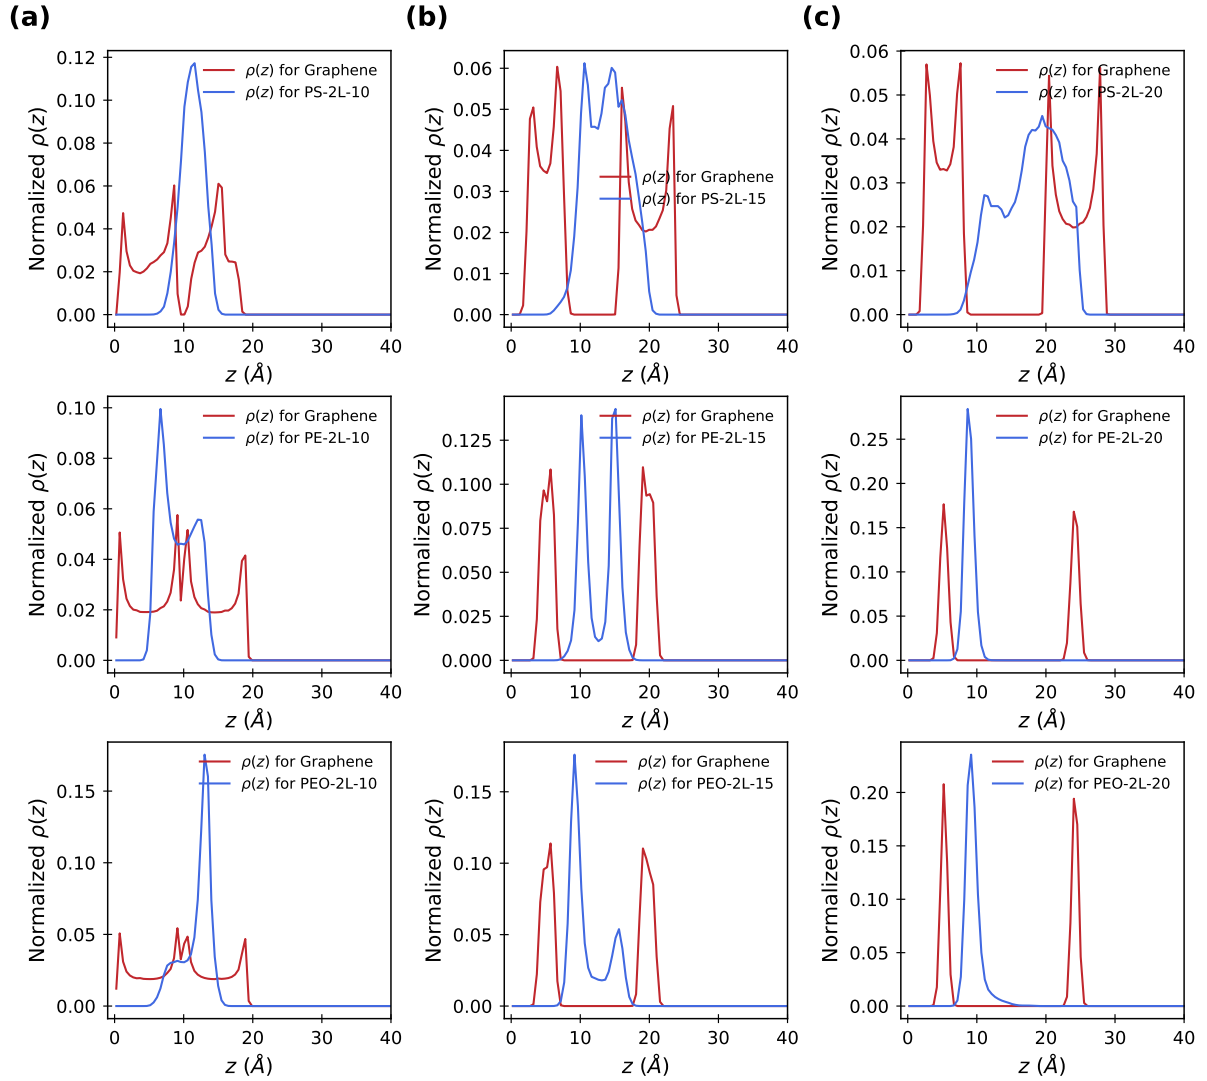 (a)
(b)
(c)
Normalized ρ(z)
0.12
0.10
0.08
0.06
0.04
0.02
0.00
ρ(z) for Graphene
ρ(z) for PS-2L-10
0 10 20 30 40
z (Å)
Normalized ρ(z)
0.06
0.05
0.04
0.03
0.02
0.01
0.00
ρ(z) for Graphene
ρ(z) for PS-2L-15
0 10 20 30 40
z (Å)
Normalized ρ(z)
0.06
0.05
0.04
0.03
0.02
0.01
0.00
ρ(z) for Graphene
ρ(z) for PS-2L-20
0 10 20 30 40
z (Å)
Normalized ρ(z)
0.10
0.08
0.06
0.04
0.02
0.00
ρ(z) for Graphene
ρ(z) for PE-2L-10
0 10 20 30 40
z (Å)
Normalized ρ(z)
0.125
0.100
0.075
0.050
0.025
0.000
ρ(z) for Graphene
ρ(z) for PE-2L-15
0 10 20 30 40
z (Å)
Normalized ρ(z)
0.25
0.20
0.15
0.10
0.05
0.00
ρ(z) for Graphene
ρ(z) for PE-2L-20
0 10 20 30 40
z (Å)
Normalized ρ(z)
0.15
0.10
0.05
0.00
ρ(z) for Graphene
ρ(z) for PEO-2L-10
0 10 20 30 40
z (Å)
Normalized ρ(z)
0.15
0.10
0.05
0.00
ρ(z) for Graphene
ρ(z) for PEO-2L-15
0 10 20 30 40
z (Å)
Normalized ρ(z)
0.20
0.15
0.10
0.05
0.00
ρ(z) for Graphene
ρ(z) for PEO-2L-20
0 10 20 30 40
z (Å)